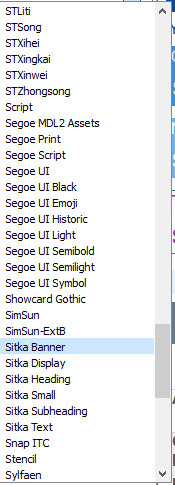 STLiti
STSong
STXihei
STXingkai
STXinwei
STZhongsong
Script
Segoe MDL2 Assets
Segoe Print
Segoe Script
Segoe UI
Segoe UI Black
Segoe UI Emoji
Segoe UI Historic
Segoe UI Light
Segoe UI Semibold
Segoe UI Semilight
Segoe UI Symbol
Showcard Gothic
SimSun
SimSun-ExtB
Sitka Banner
Sitka Display
Sitka Heading
Sitka Small
Sitka Subheading
Sitka Text
Snap ITC
Stencil
Sylfaen